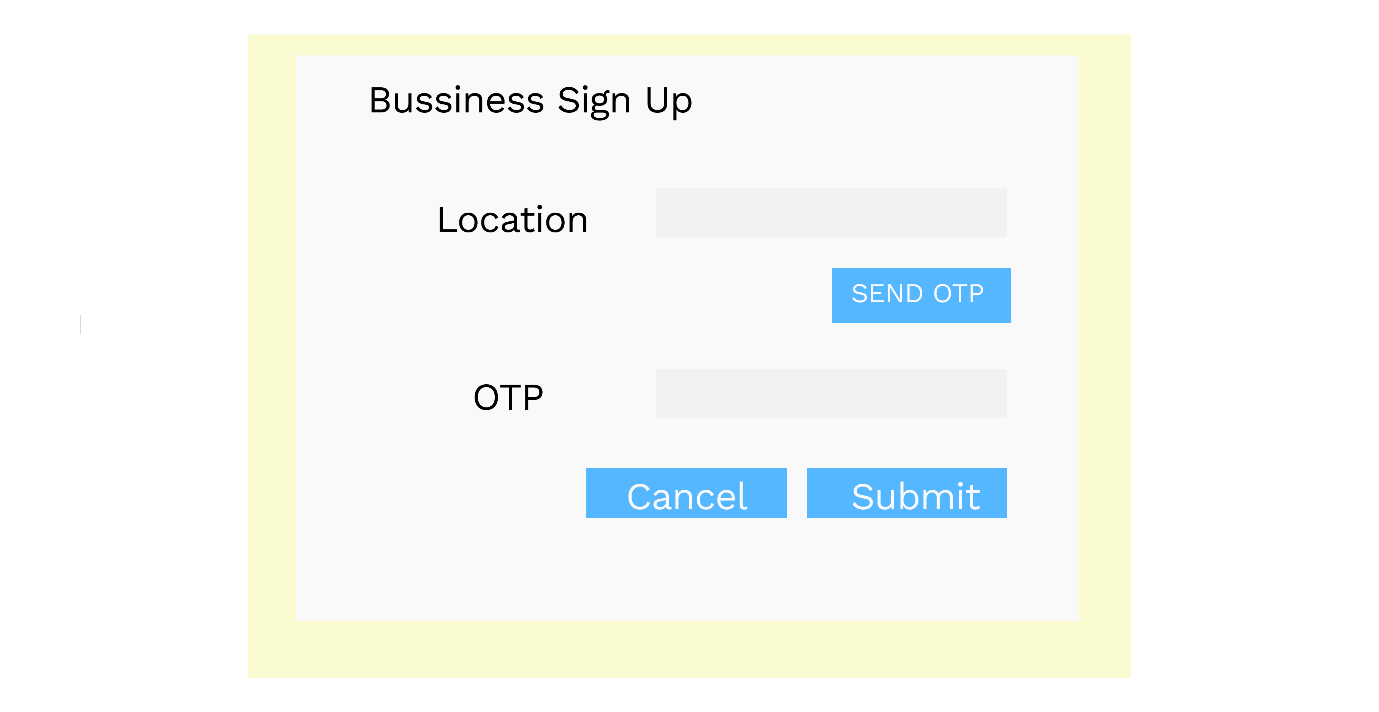 Bussiness Sign Up
Location
SEND OTP
OTP
Cancel
Submit